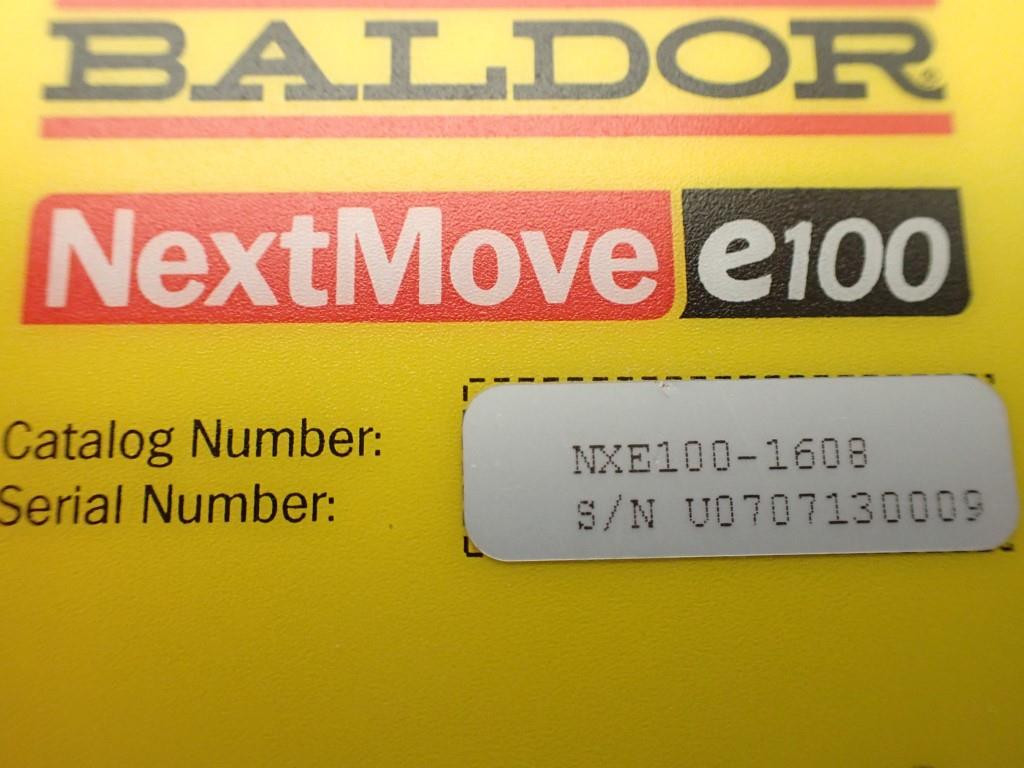 BALDOR®
NextMove e100
Catalog Number: NXE100-1608
Serial Number: S/N U0707130009